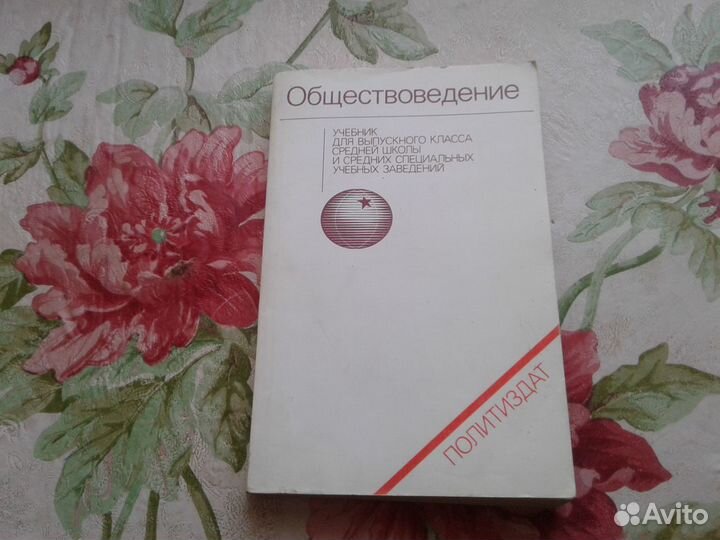 Обществоведение
УЧЕБНИК
ДЛЯ ВЫПУСКНОГО КЛАССА
СРЕДНЕЙ ШКОЛЫ
И СРЕДНИХ СПЕЦИАЛЬНЫХ
УЧЕБНЫХ ЗАВЕДЕНИЙ
ПОЛИТИЗДАТ
Avito